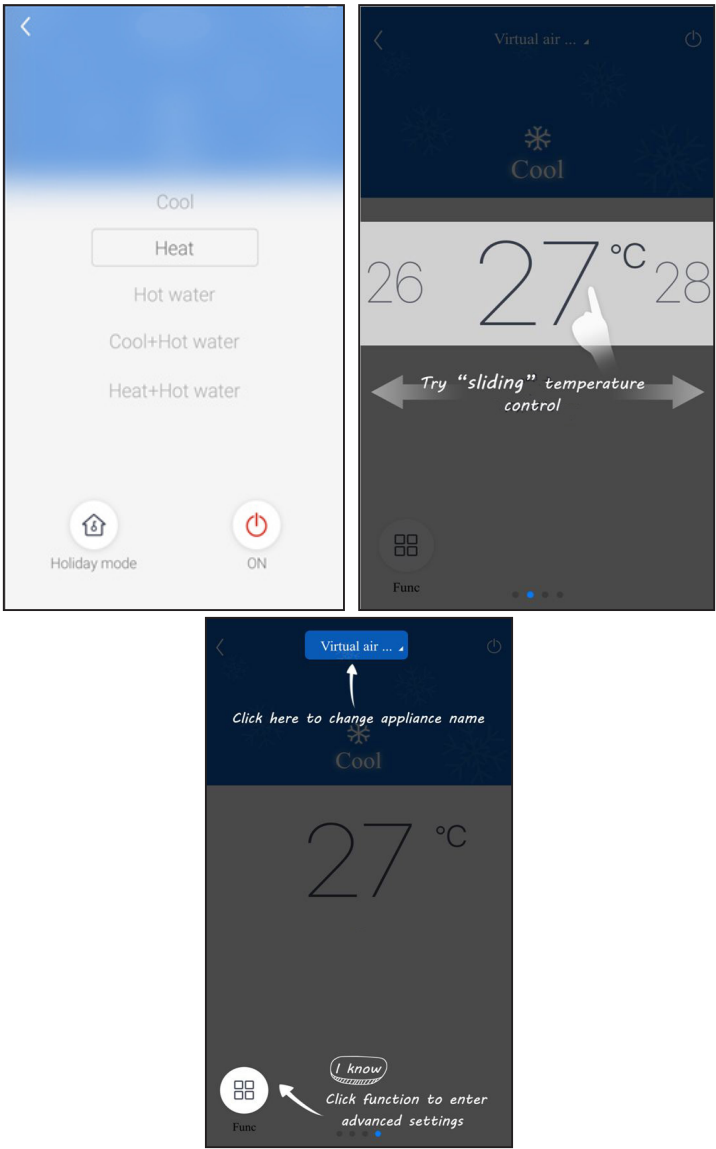 Cool
Heat
Hot water
Cool+Hot water
Heat+Hot water
Holiday mode
ON
Virtual air ...
Cool
26
27 °C
28
Try “sliding” temperature
control
Func
Virtual air ...
Click here to change appliance name
Cool
27 °C
I know
Click function to enter
advanced settings
Func